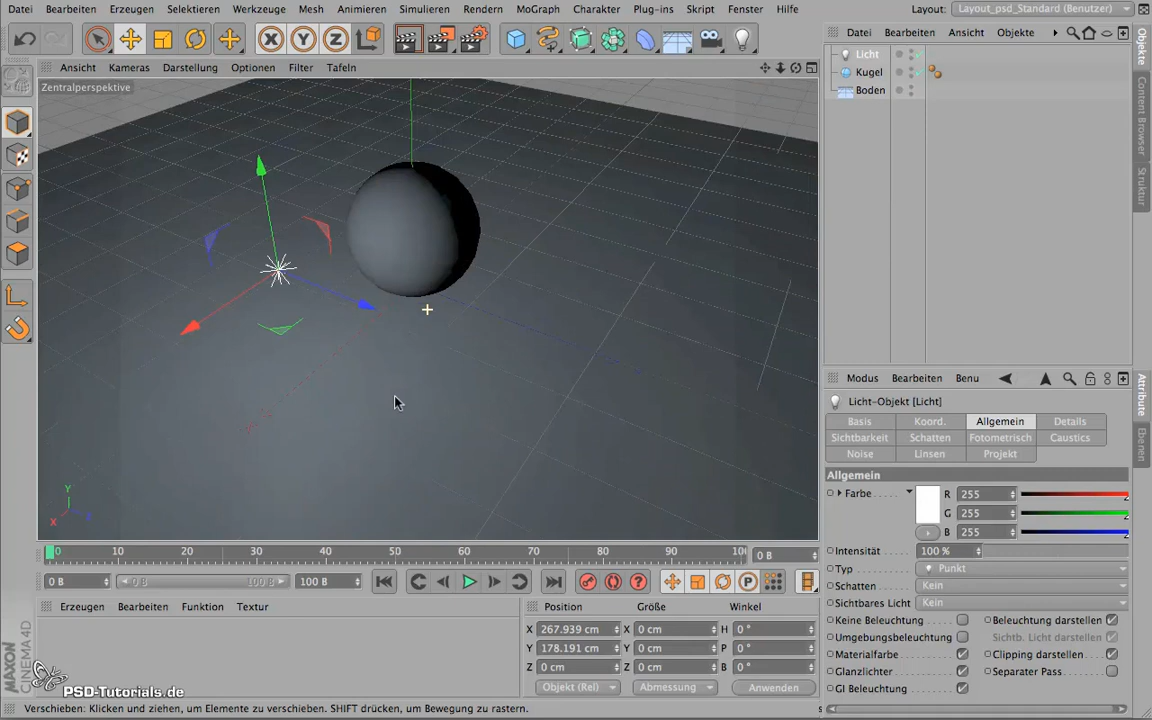 Datei Bearbeiten Erzeugen Selektieren Werkzeuge Mesh Animieren Simulieren Rendern MoGraph Charakter Plug-ins Skript Fenster Hilfe Layout: Layout_psd_Standard (Benutzer)
X Y Z
Datei Bearbeiten Ansicht Objekte
Ansicht Kameras Darstellung Optionen Filter Tafeln
Zentralperspektive
Licht
Kugel
Boden
Objekte
Content Browser
Struktur
Modus Bearbeiten Benu
Licht-Objekt [Licht]
Basis Koord. Allgemein Details
Sichtbarkeit Schatten Fotometrisch Caustics
Noise Linsen Projekt
Attribute
Ebenen
Allgemein
Farbe R 255
G 255
B 255
Intensität 100 %
Typ Punkt
Schatten Kein
Sichtbares Licht Kein
Keine Beleuchtung Beleuchtung darstellen
Umgebungsbeleuchtung Sichtb. Licht darstellen
Materialfarbe Clipping darstellen
Glanzlichter Separater Pass
GI Beleuchtung
Y
X Z
0 10 20 30 40 50 60 70 80 90 100 0 B
0 B 0 B 100 B 100 B P
Erzeugen Bearbeiten Funktion Textur
Position Größe Winkel
X 267.939 cm X 0 cm H 0 °
Y 178.191 cm Y 0 cm P 0 °
Z 0 cm Z 0 cm B 0 °
Objekt (Rel) Abmessung Anwenden
MAXON
CINEMA 4D
PSD-Tutorials.de
Verschieben: Klicken und ziehen, um Elemente zu verschieben. SHIFT drücken, um Bewegung zu rastern.